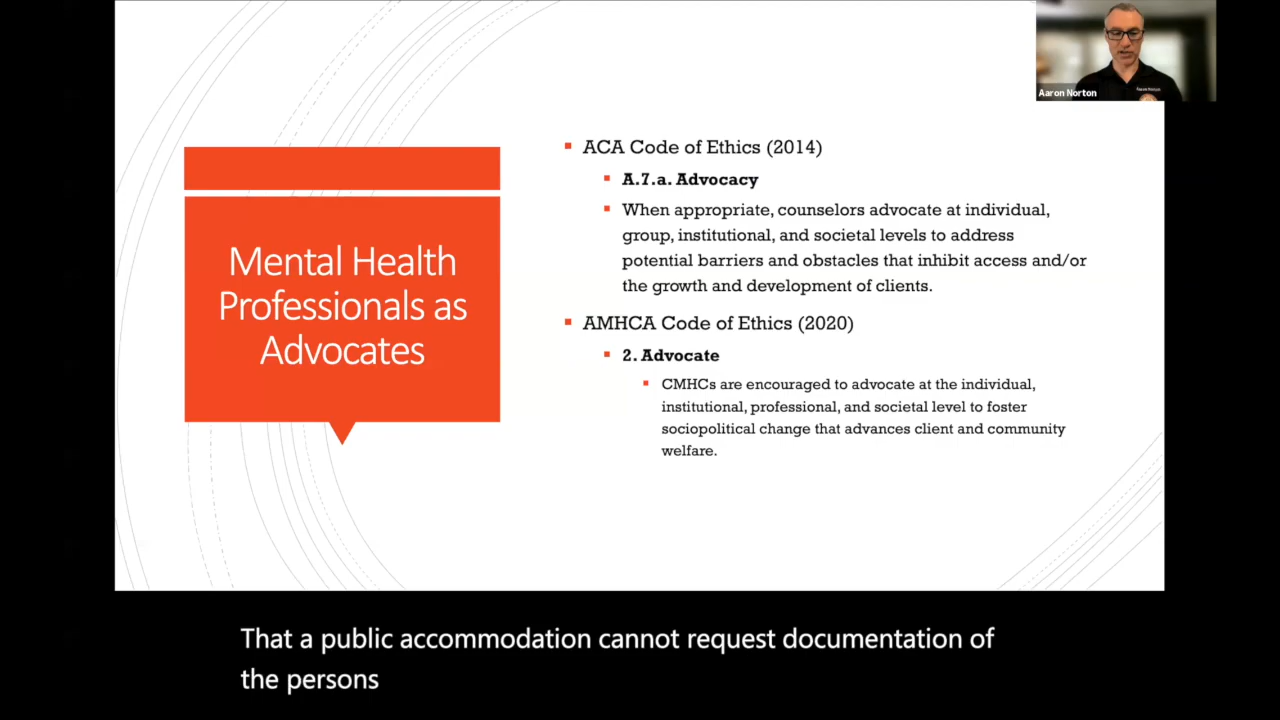 Aaron Norton
Mental Health
Professionals as
Advocates
ACA Code of Ethics (2014)
A.7.a. Advocacy
When appropriate, counselors advocate at individual,
group, institutional, and societal levels to address
potential barriers and obstacles that inhibit access and/or
the growth and development of clients.
AMHCA Code of Ethics (2020)
2. Advocate
CMHCs are encouraged to advocate at the individual,
institutional, professional, and societal level to foster
sociopolitical change that advances client and community
welfare.
That a public accommodation cannot request documentation of
the persons